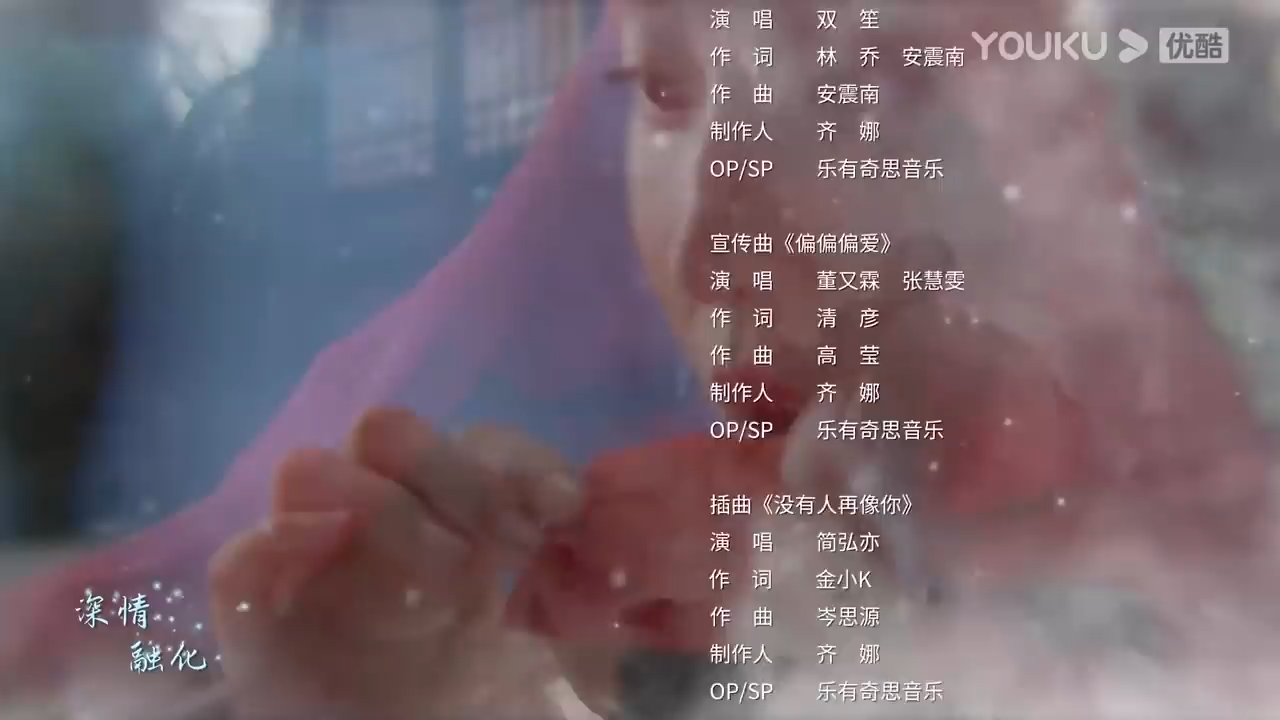 演 唱 双 笙
作 词 林 乔 安震南
作 曲 安震南
制作人 齐 娜
OP/SP 乐有奇思音乐
宣传曲《偏偏偏爱》
演 唱 董又霖 张慧雯
作 词 清 彦
作 曲 高 莹
制作人 齐 娜
OP/SP 乐有奇思音乐
插曲《没有人再像你》
演 唱 简弘亦
作 词 金小K
作 曲 岑思源
制作人 齐 娜
OP/SP 乐有奇思音乐
YOUKU 优酷
深情
融化